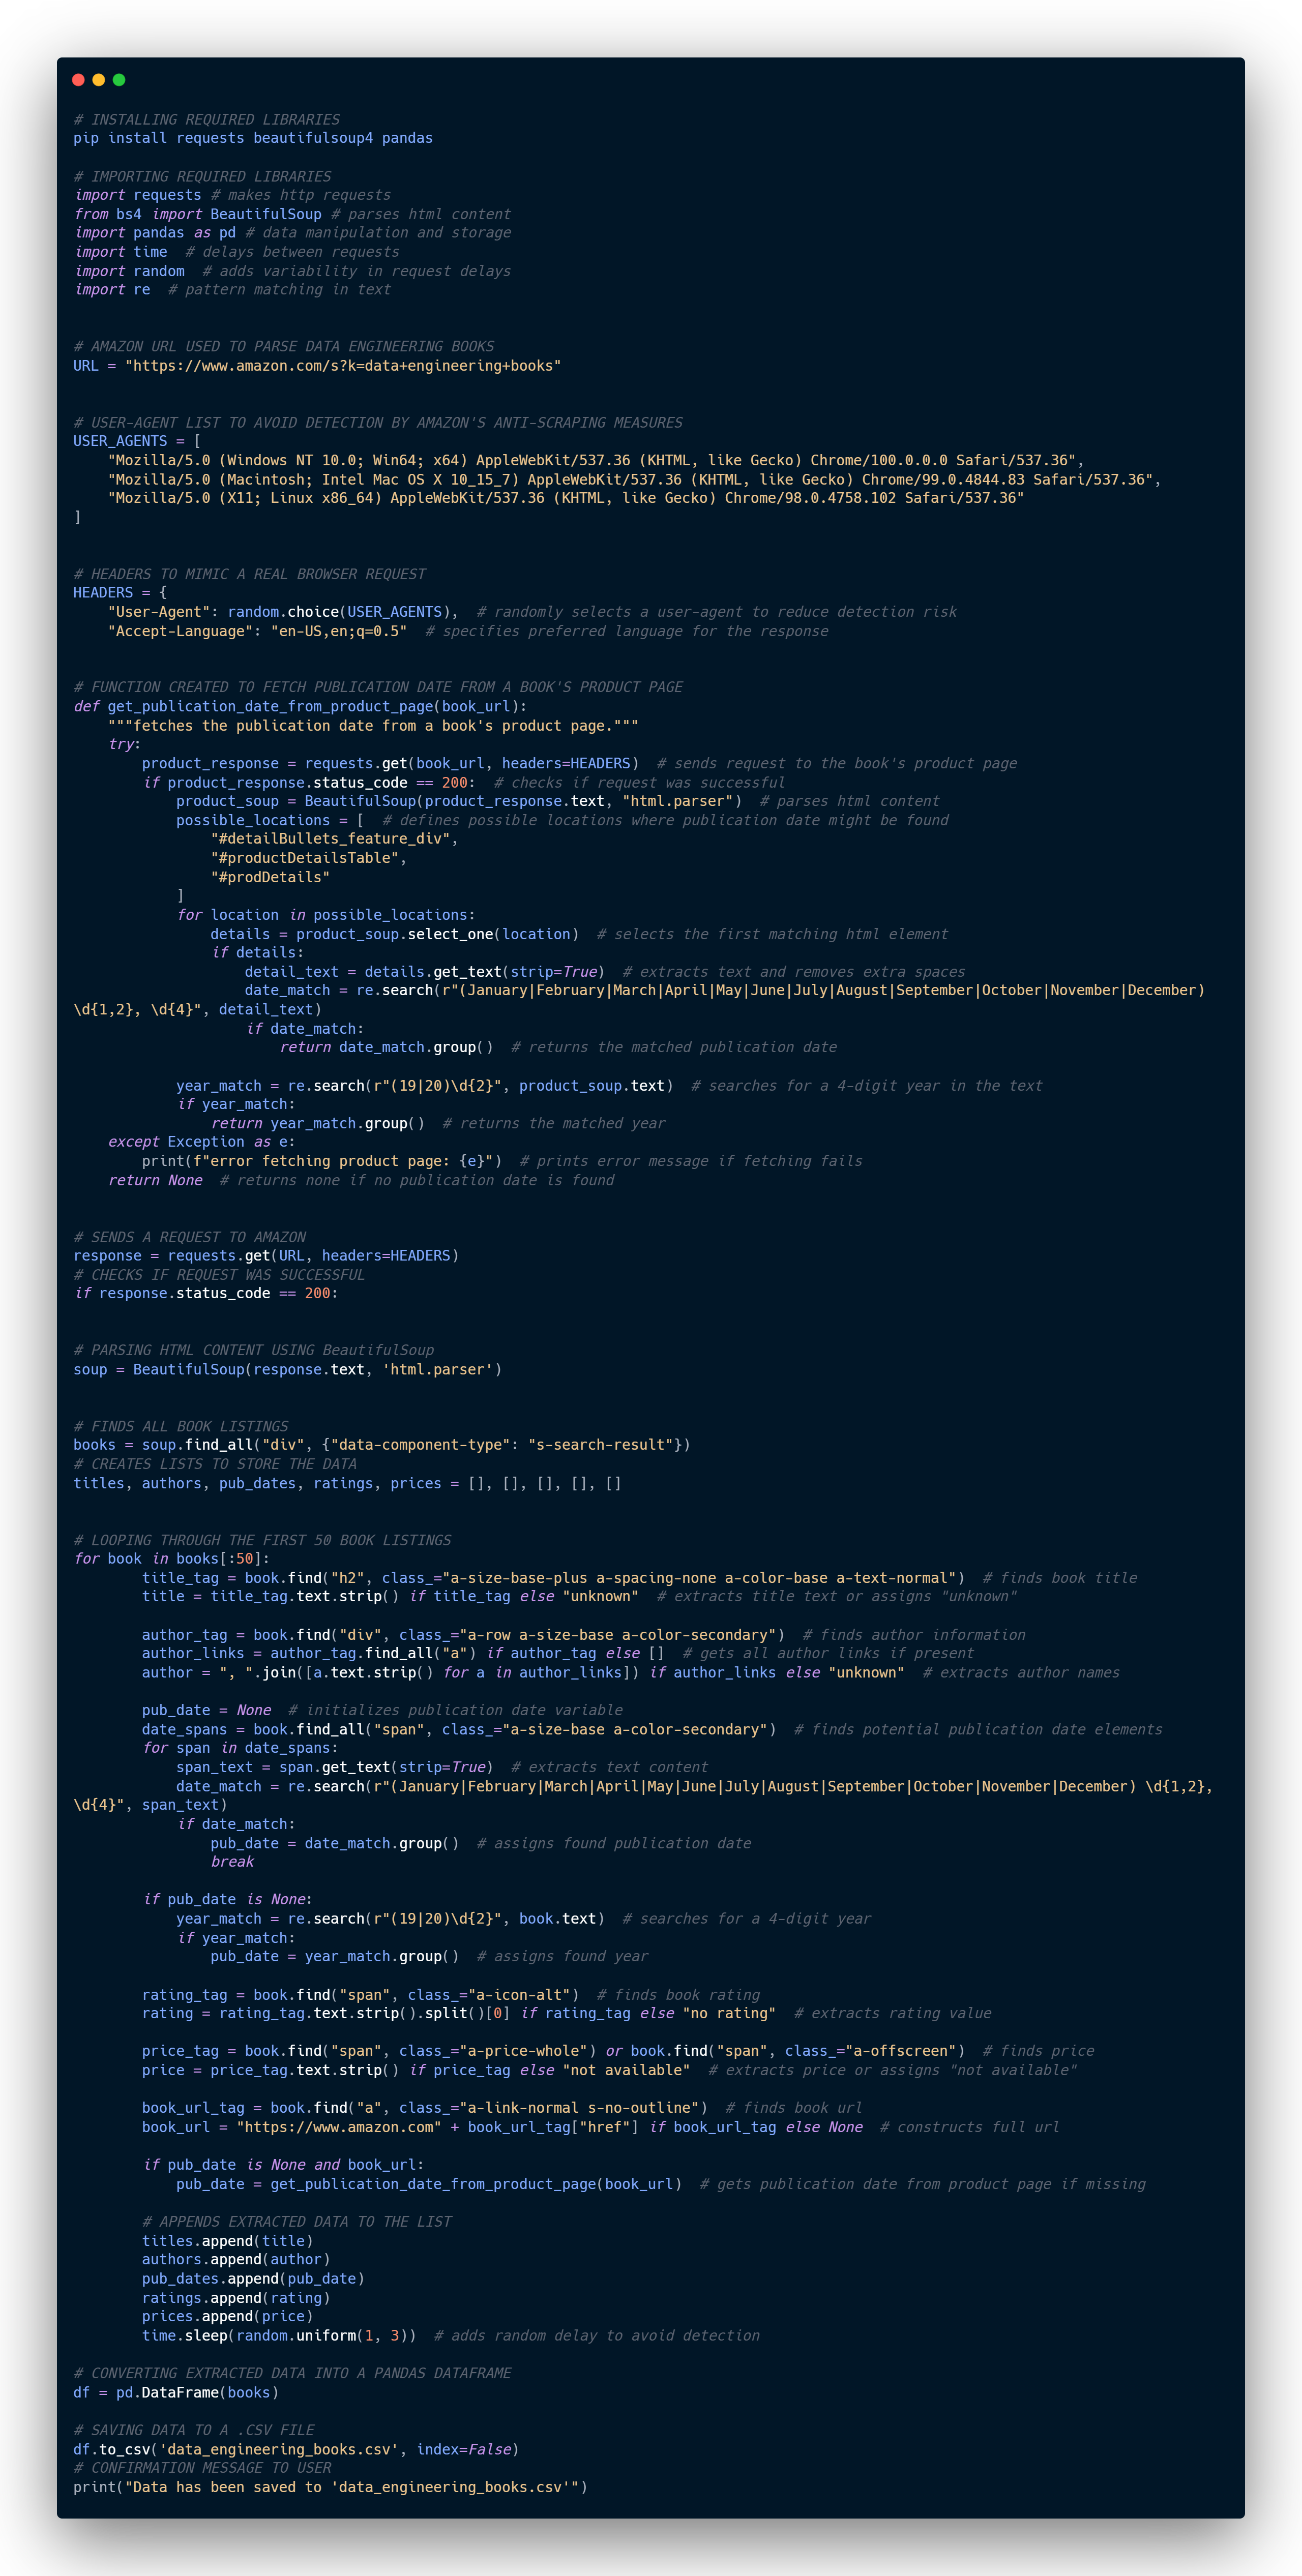 # INSTALLING REQUIRED LIBRARIES
pip install requests beautifulsoup4 pandas

# IMPORTING REQUIRED LIBRARIES
import requests # makes http requests
from bs4 import BeautifulSoup # parses html content
import pandas as pd # data manipulation and storage
import time  # delays between requests
import random  # adds variability in request delays
import re  # pattern matching in text


# AMAZON URL USED TO PARSE DATA ENGINEERING BOOKS
URL = "https://www.amazon.com/s?k=data+engineering+books"


# USER-AGENT LIST TO AVOID DETECTION BY AMAZON'S ANTI-SCRAPING MEASURES
USER_AGENTS = [
    "Mozilla/5.0 (Windows NT 10.0; Win64; x64) AppleWebKit/537.36 (KHTML, like Gecko) Chrome/100.0.0.0 Safari/537.36",
    "Mozilla/5.0 (Macintosh; Intel Mac OS X 10_15_7) AppleWebKit/537.36 (KHTML, like Gecko) Chrome/99.0.4844.83 Safari/537.36",
    "Mozilla/5.0 (X11; Linux x86_64) AppleWebKit/537.36 (KHTML, like Gecko) Chrome/98.0.4758.102 Safari/537.36"
]


# HEADERS TO MIMIC A REAL BROWSER REQUEST
HEADERS = {
    "User-Agent": random.choice(USER_AGENTS),  # randomly selects a user-agent to reduce detection risk
    "Accept-Language": "en-US,en;q=0.5"  # specifies preferred language for the response


# FUNCTION CREATED TO FETCH PUBLICATION DATE FROM A BOOK'S PRODUCT PAGE
def get_publication_date_from_product_page(book_url):
    """fetches the publication date from a book's product page."""
    try:
        product_response = requests.get(book_url, headers=HEADERS)  # sends request to the book's product page
        if product_response.status_code == 200:  # checks if request was successful
            product_soup = BeautifulSoup(product_response.text, "html.parser")  # parses html content
            possible_locations = [  # defines possible locations where publication date might be found
                "#detailBullets_feature_div",
                "#productDetailsTable",
                "#prodDetails"
            ]
            for location in possible_locations:
                details = product_soup.select_one(location)  # selects the first matching html element
                if details:
                    detail_text = details.get_text(strip=True)  # extracts text and removes extra spaces
                    date_match = re.search(r"(January|February|March|April|May|June|July|August|September|October|November|December)
\d{1,2}, \d{4}", detail_text)
                    if date_match:
                        return date_match.group()  # returns the matched publication date

            year_match = re.search(r"(19|20)\d{2}", product_soup.text)  # searches for a 4-digit year in the text
            if year_match:
                return year_match.group()  # returns the matched year
    except Exception as e:
        print(f"error fetching product page: {e}")  # prints error message if fetching fails
    return None  # returns none if no publication date is found


# SENDS A REQUEST TO AMAZON
response = requests.get(URL, headers=HEADERS)
# CHECKS IF REQUEST WAS SUCCESSFUL
if response.status_code == 200:


# PARSING HTML CONTENT USING BeautifulSoup
soup = BeautifulSoup(response.text, 'html.parser')


# FINDS ALL BOOK LISTINGS
books = soup.find_all("div", {"data-component-type": "s-search-result"})
# CREATES LISTS TO STORE THE DATA
titles, authors, pub_dates, ratings, prices = [], [], [], [], []


# LOOPING THROUGH THE FIRST 50 BOOK LISTINGS
for book in books[:50]:
        title_tag = book.find("h2", class_="a-size-base-plus a-spacing-none a-color-base a-text-normal")  # finds book title
        title = title_tag.text.strip() if title_tag else "unknown"  # extracts title text or assigns "unknown"

        author_tag = book.find("div", class_="a-row a-size-base a-color-secondary")  # finds author information
        author_links = author_tag.find_all("a") if author_tag else []  # gets all author links if present
        author = ", ".join([a.text.strip() for a in author_links]) if author_links else "unknown"  # extracts author names

        pub_date = None  # initializes publication date variable
        date_spans = book.find_all("span", class_="a-size-base a-color-secondary")  # finds potential publication date elements
        for span in date_spans:
            span_text = span.get_text(strip=True)  # extracts text content
            date_match = re.search(r"(January|February|March|April|May|June|July|August|September|October|November|December) \d{1,2},
\d{4}", span_text)
            if date_match:
                pub_date = date_match.group()  # assigns found publication date
                break

        if pub_date is None:
            year_match = re.search(r"(19|20)\d{2}", book.text)  # searches for a 4-digit year
            if year_match:
                pub_date = year_match.group()  # assigns found year

        rating_tag = book.find("span", class_="a-icon-alt")  # finds book rating
        rating = rating_tag.text.strip().split()[0] if rating_tag else "no rating"  # extracts rating value

        price_tag = book.find("span", class_="a-price-whole") or book.find("span", class_="a-offscreen")  # finds price
        price = price_tag.text.strip() if price_tag else "not available"  # extracts price or assigns "not available"

        book_url_tag = book.find("a", class_="a-link-normal s-no-outline")  # finds book url
        book_url = "https://www.amazon.com" + book_url_tag["href"] if book_url_tag else None  # constructs full url

        if pub_date is None and book_url:
            pub_date = get_publication_date_from_product_page(book_url)  # gets publication date from product page if missing

        # APPENDS EXTRACTED DATA TO THE LIST
        titles.append(title)
        authors.append(author)
        pub_dates.append(pub_date)
        ratings.append(rating)
        prices.append(price)
        time.sleep(random.uniform(1, 3))  # adds random delay to avoid detection

# CONVERTING EXTRACTED DATA INTO A PANDAS DATAFRAME
df = pd.DataFrame(books)

# SAVING DATA TO A .CSV FILE
df.to_csv('data_engineering_books.csv', index=False)
# CONFIRMATION MESSAGE TO USER
print("Data has been saved to 'data_engineering_books.csv'")